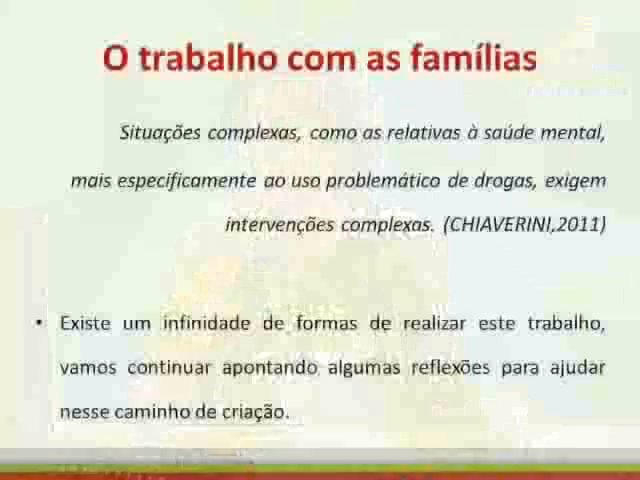 O trabalho com as famílias
Situações complexas, como as relativas à saúde mental,
mais especificamente ao uso problemático de drogas, exigem
intervenções complexas. (CHIAVERINI,2011)
• Existe um infinidade de formas de realizar este trabalho,
vamos continuar apontando algumas reflexões para ajudar
nesse caminho de criação.